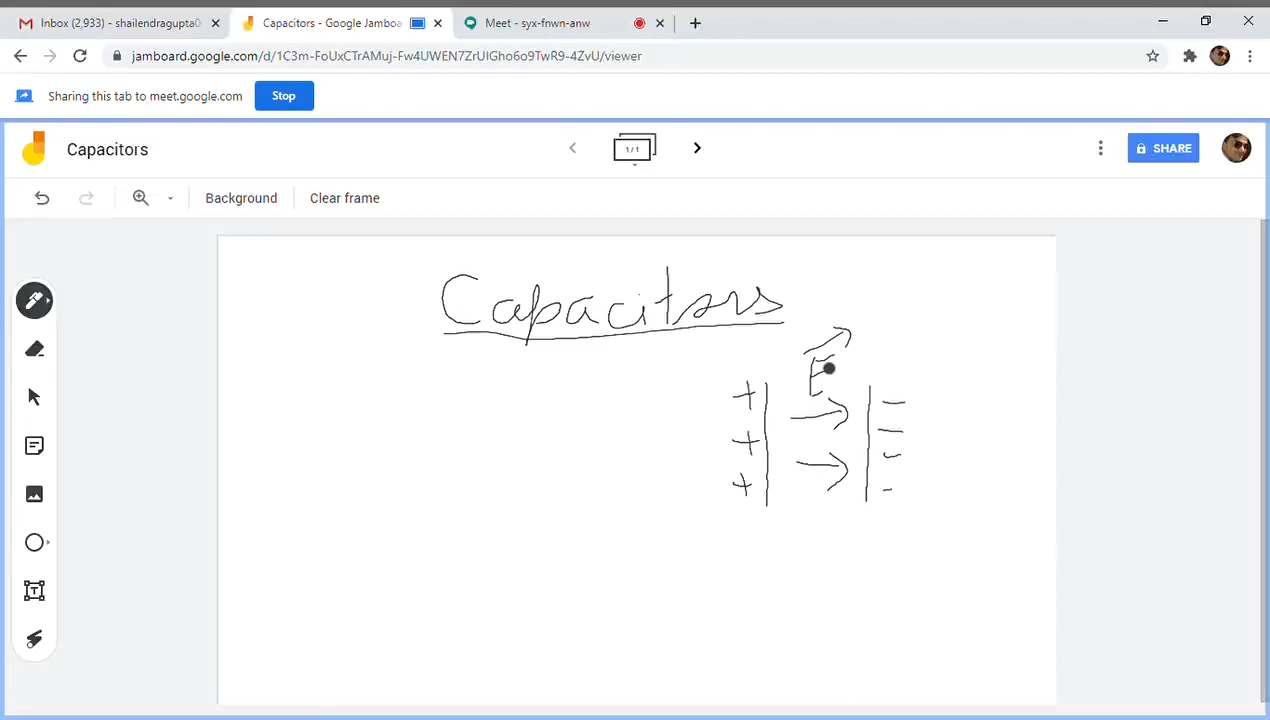 Inbox (2,933) - shailendragupta0
Capacitors - Google Jamboa
Meet - syx-fnwn-anw
jamboard.google.com/d/1C3m-FoUxCTrAMuj-Fw4UWEN7ZrUIGho6o9TwR9-4ZvU/viewer
Sharing this tab to meet.google.com Stop
Capacitors
1/1
SHARE
Background Clear frame
Capacitors
E
+ –
+ –
+ –
-
T